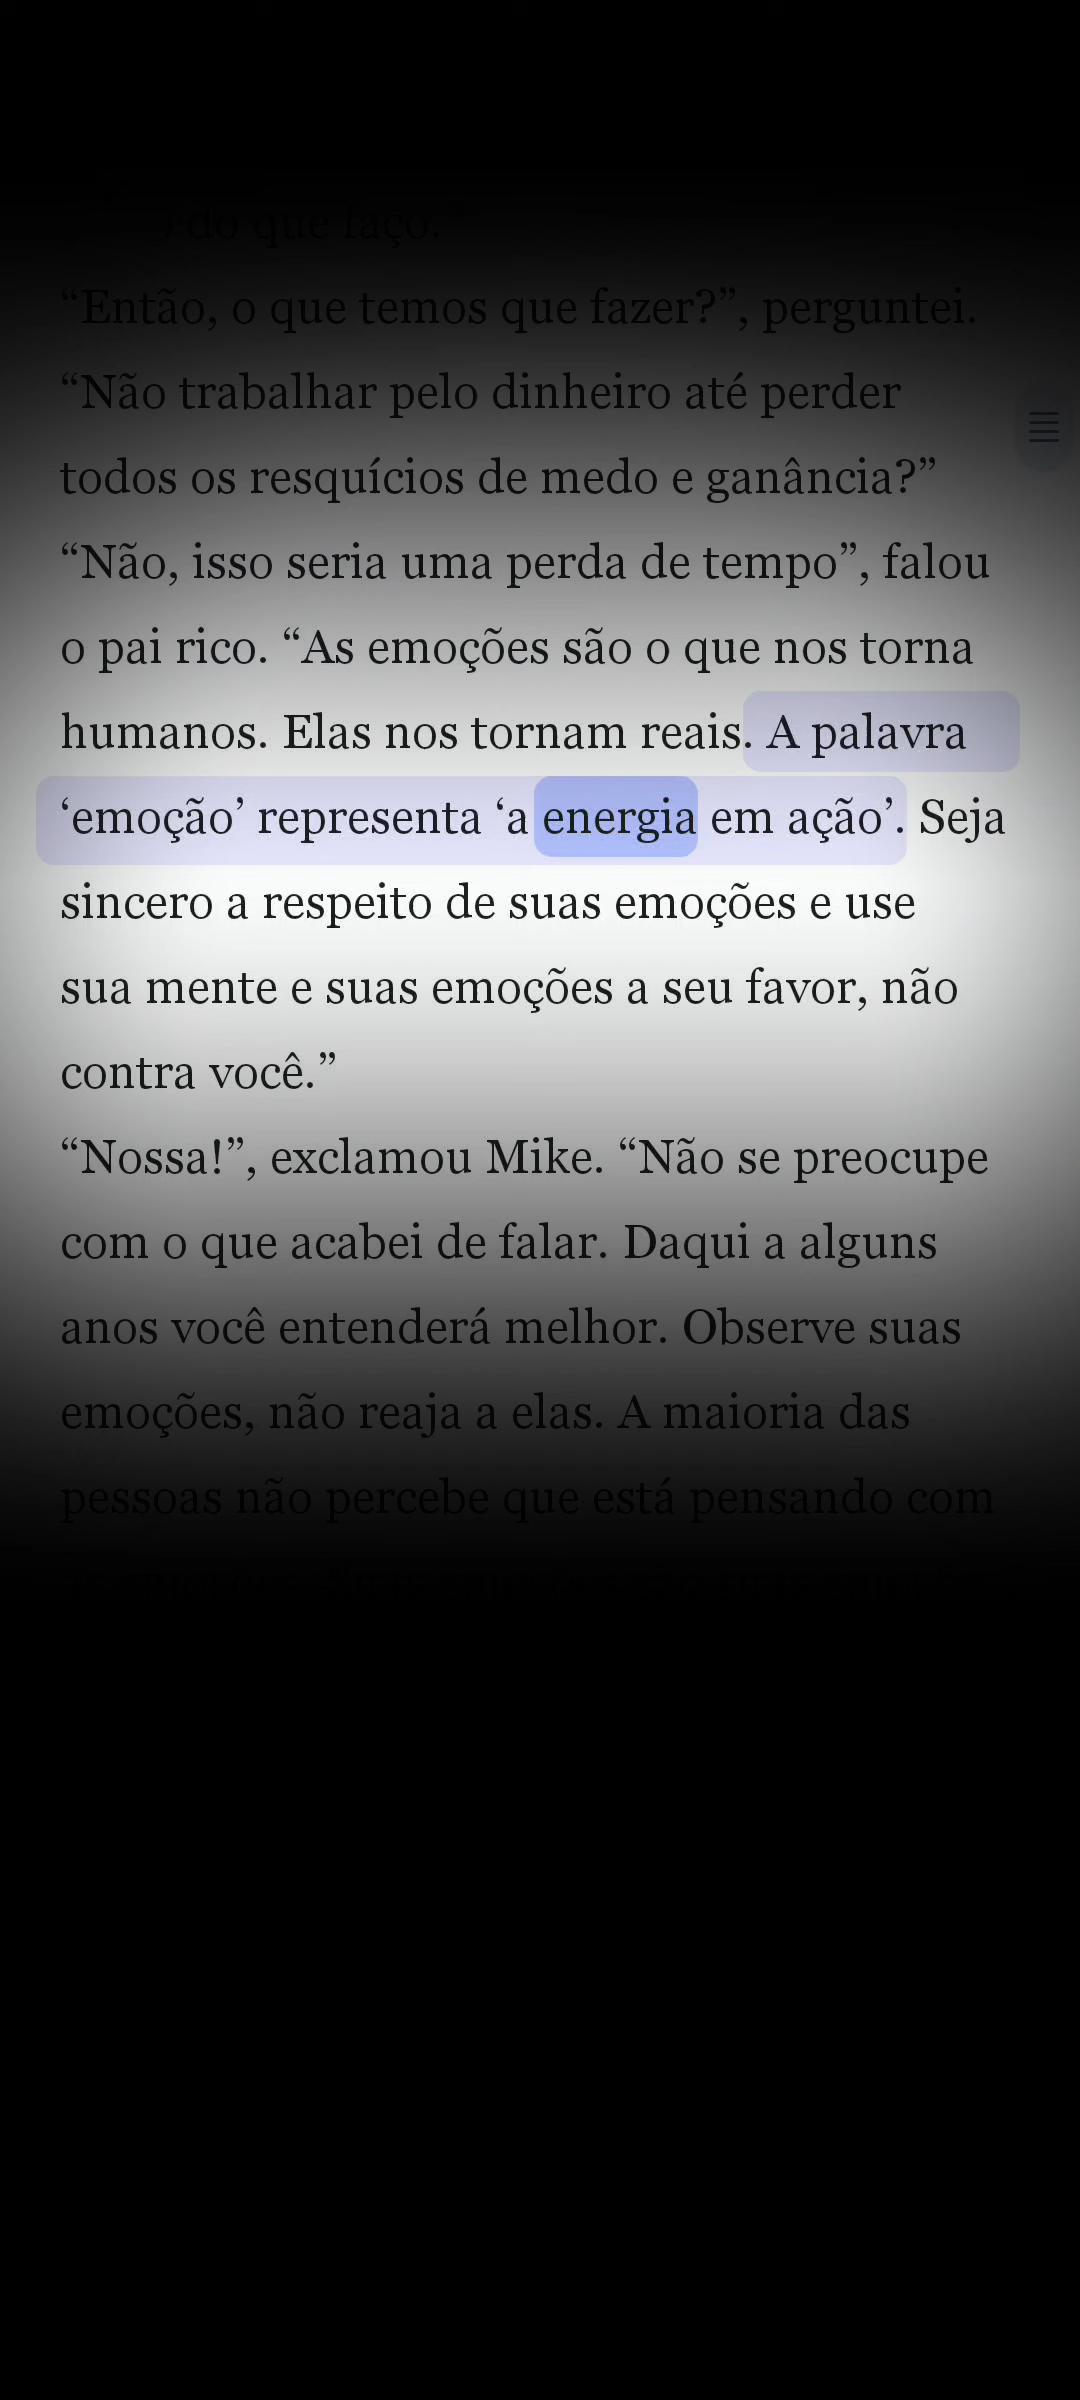 do que faço.
“Então, o que temos que fazer?”, perguntei.
“Não trabalhar pelo dinheiro até perder
todos os resquícios de medo e ganância?”
“Não, isso seria uma perda de tempo”, falou
o pai rico. “As emoções são o que nos torna
humanos. Elas nos tornam reais. A palavra
‘emoção’ representa ‘a energia em ação’. Seja
sincero a respeito de suas emoções e use
sua mente e suas emoções a seu favor, não
contra você.”
“Nossa!”, exclamou Mike. “Não se preocupe
com o que acabei de falar. Daqui a alguns
anos você entenderá melhor. Observe suas
emoções, não reaja a elas. A maioria das
pessoas não percebe que está pensando com